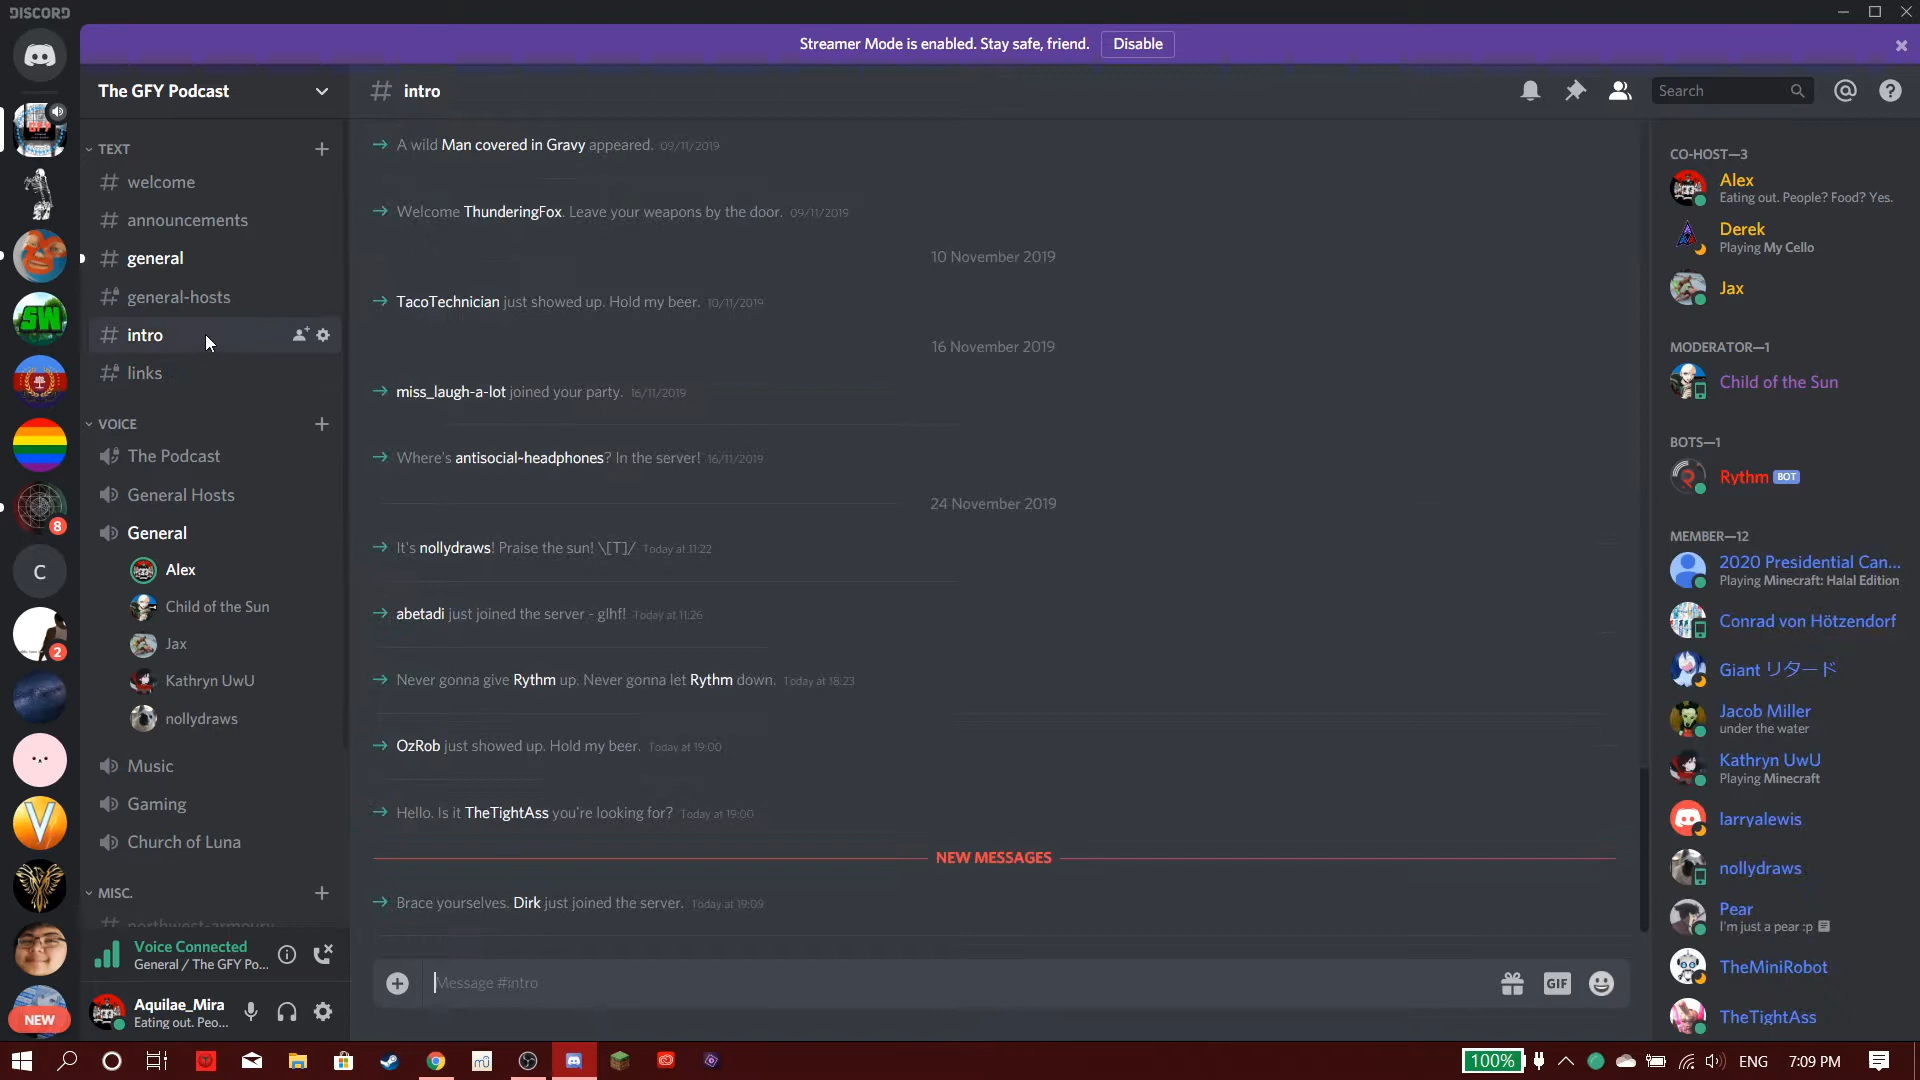 DISCORD
Streamer Mode is enabled. Stay safe, friend. Disable
The GFY Podcast
# intro
Search
TEXT
welcome
announcements
general
general-hosts
intro
links
VOICE
The Podcast
General Hosts
General
Alex
Child of the Sun
Jax
Kathryn UwU
nollydraws
Music
Gaming
Church of Luna
MISC.
northwest-armoury
Voice Connected
General / The GFY Po...
Aquilae_Mira
Eating out. Peo...
GFY
SW
8
C
2
V
NEW
A wild Man covered in Gravy appeared. 09/11/2019
Welcome ThunderingFox. Leave your weapons by the door. 09/11/2019
10 November 2019
TacoTechnician just showed up. Hold my beer. 10/11/2019
16 November 2019
miss_laugh-a-lot joined your party. 16/11/2019
Where's antisocial~headphones? In the server! 16/11/2019
24 November 2019
It's nollydraws! Praise the sun! \[T]/ Today at 11:22
abetadi just joined the server - glhf! Today at 11:26
Never gonna give Rythm up. Never gonna let Rythm down. Today at 18:23
OzRob just showed up. Hold my beer. Today at 19:00
Hello. Is it TheTightAss you're looking for? Today at 19:00
NEW MESSAGES
Brace yourselves. Dirk just joined the server. Today at 19:09
Message #intro
GIF
CO-HOST—3
Alex
Eating out. People? Food? Yes.
Derek
Playing My Cello
Jax
MODERATOR—1
Child of the Sun
BOTS—1
Rythm BOT
MEMBER—12
2020 Presidential Can...
Playing Minecraft: Halal Edition
Conrad von Hötzendorf
Giant リタード
Jacob Miller
under the water
Kathryn UwU
Playing Minecraft
larryalewis
nollydraws
Pear
I'm just a pear :p
TheMiniRobot
TheTightAss
100%
ENG
7:09 PM